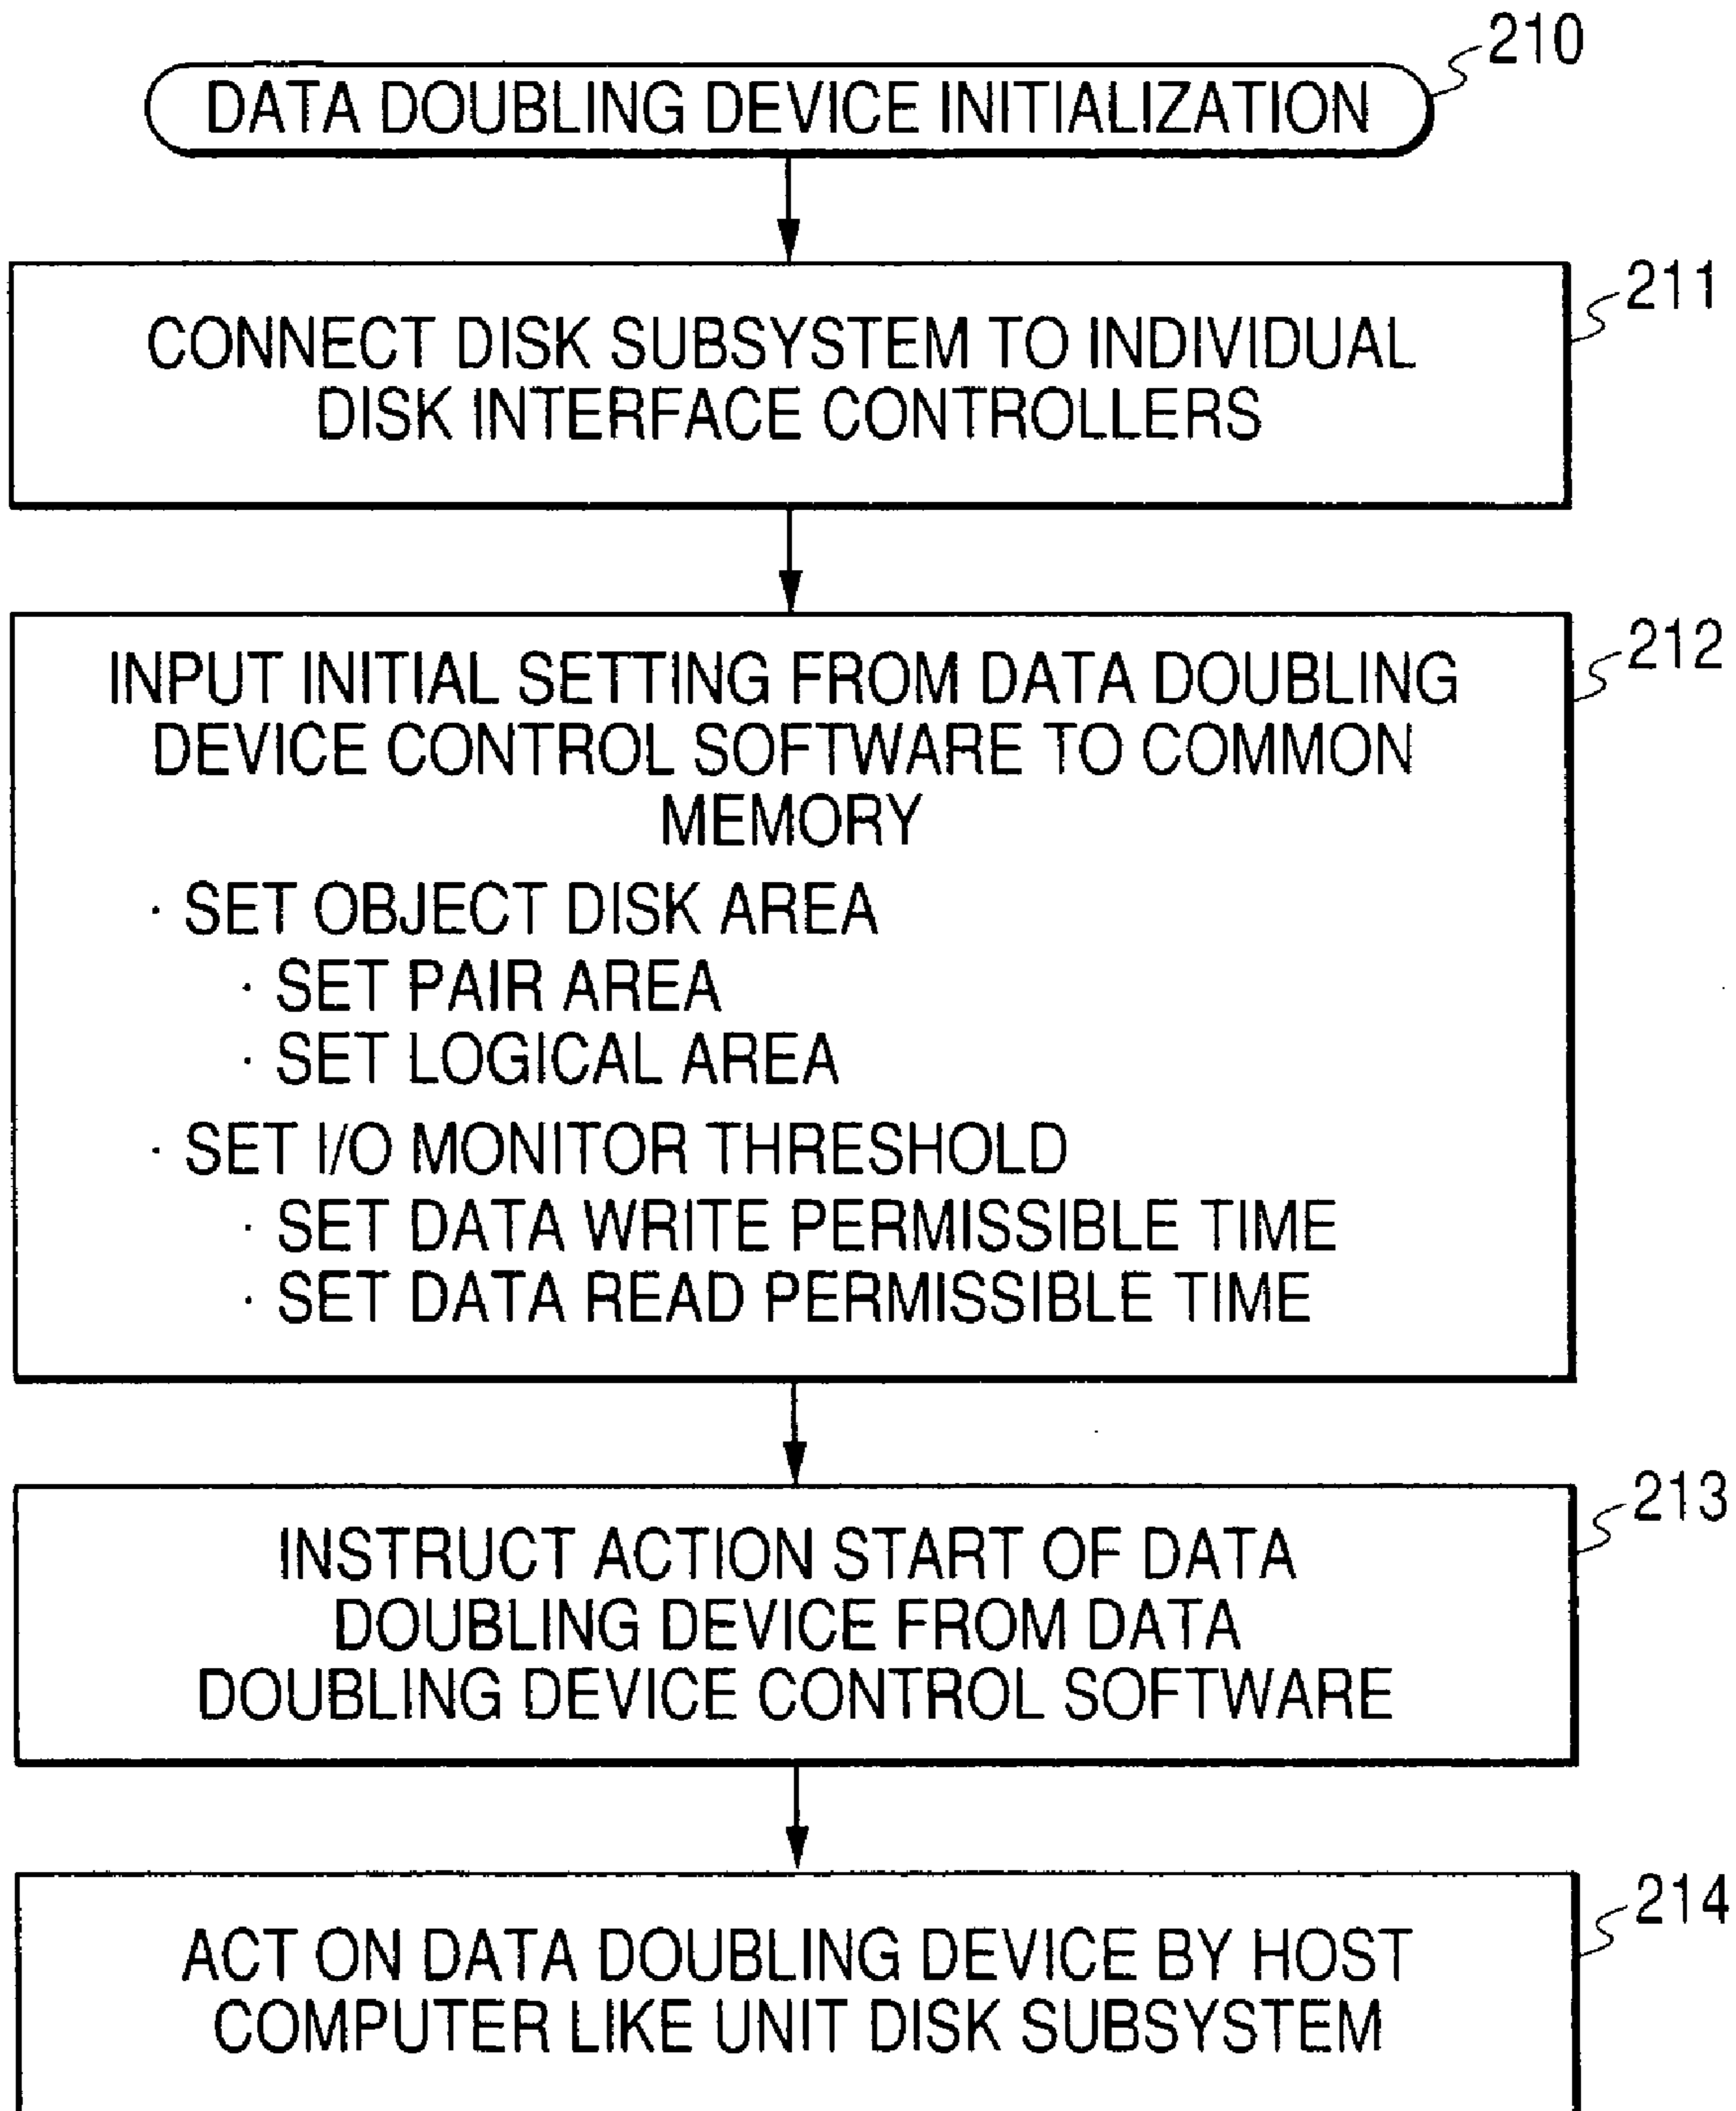 210
DATA DOUBLING DEVICE INITIALIZATION
211
CONNECT DISK SUBSYSTEM TO INDIVIDUAL
DISK INTERFACE CONTROLLERS
212
INPUT INITIAL SETTING FROM DATA DOUBLING
DEVICE CONTROL SOFTWARE TO COMMON
MEMORY
· SET OBJECT DISK AREA
· SET PAIR AREA
· SET LOGICAL AREA
· SET I/O MONITOR THRESHOLD
· SET DATA WRITE PERMISSIBLE TIME
· SET DATA READ PERMISSIBLE TIME
213
INSTRUCT ACTION START OF DATA
DOUBLING DEVICE FROM DATA
DOUBLING DEVICE CONTROL SOFTWARE
214
ACT ON DATA DOUBLING DEVICE BY HOST
COMPUTER LIKE UNIT DISK SUBSYSTEM